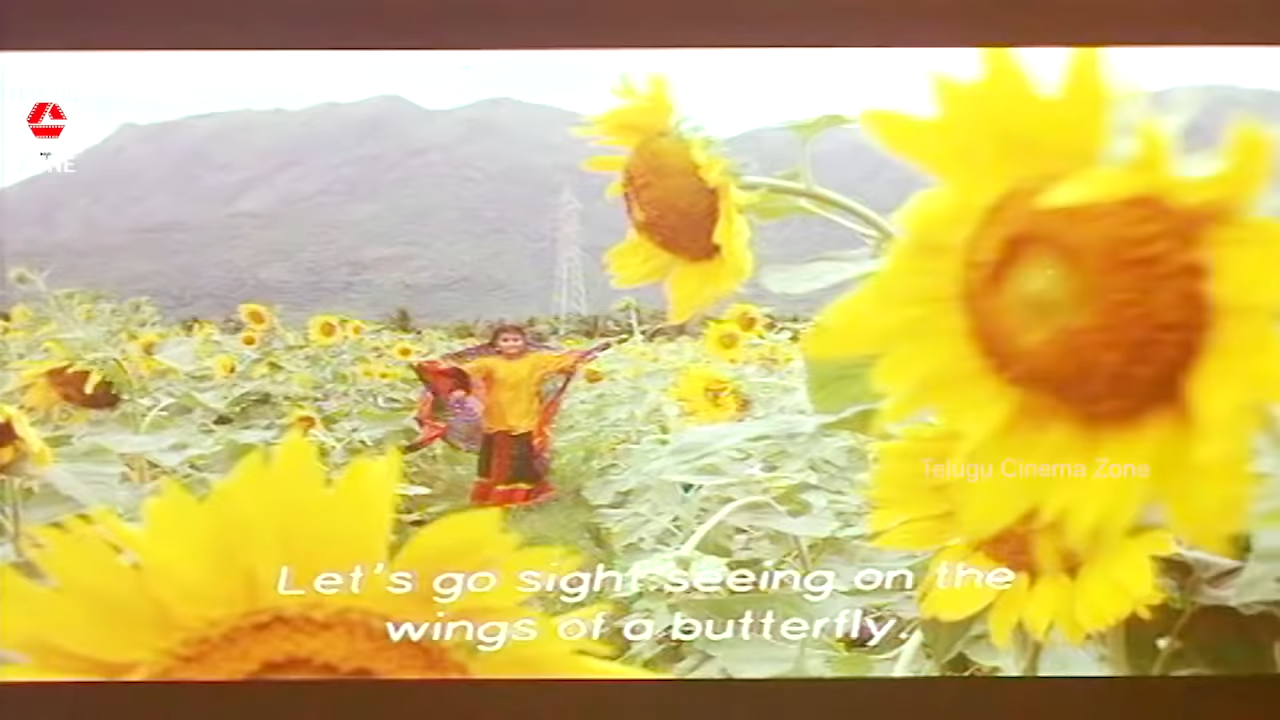 Telugu Cinema Zone
Let's go sight seeing on the
wings of a butterfly.